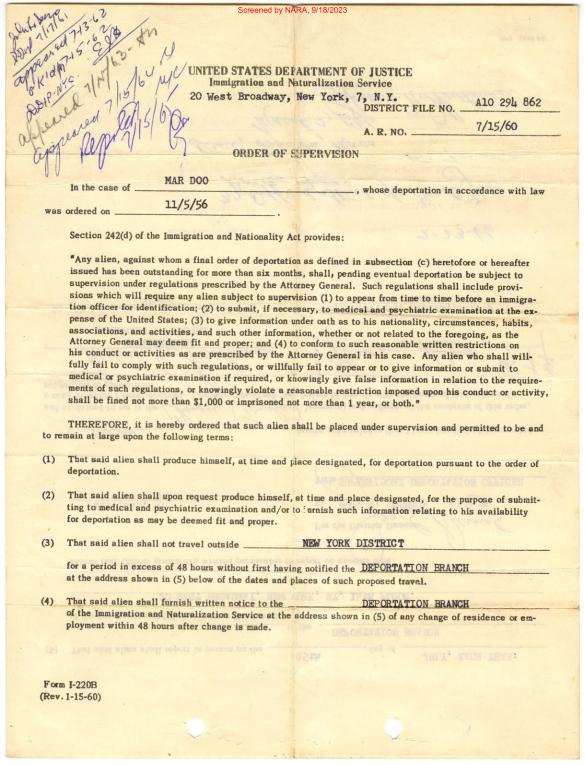 Screened by NARA, 9/18/2023
7/17/61
appeared 7-13-62
7-15-62
appeared 7/15/63
appeared 7/15/64
NYC
Reported
7/15/65
UNITED STATES DEPARTMENT OF JUSTICE
Immigration and Naturalization Service
20 West Broadway, New York, 7, N.Y.
DISTRICT FILE NO. A10 294 862
A. R. NO. 7/15/60
ORDER OF SUPERVISION
In the case of MAR DOO , whose deportation in accordance with law
was ordered on 11/5/56 .
Section 242(d) of the Immigration and Nationality Act provides:
"Any alien, against whom a final order of deportation as defined in subsection (c) heretofore or hereafter
issued has been outstanding for more than six months, shall, pending eventual deportation be subject to
supervision under regulations prescribed by the Attorney General. Such regulations shall include provi-
sions which will require any alien subject to supervision (1) to appear from time to time before an immigra-
tion officer for identification; (2) to submit, if necessary, to medical and psychiatric examination at the ex-
pense of the United States; (3) to give information under oath as to his nationality, circumstances, habits,
associations, and activities, and such other information, whether or not related to the foregoing, as the
Attorney General may deem fit and proper; and (4) to conform to such reasonable written restrictions on
his conduct or activities as are prescribed by the Attorney General in his case. Any alien who shall will-
fully fail to comply with such regulations, or willfully fail to appear or to give information or submit to
medical or psychiatric examination if required, or knowingly give false information in relation to the require-
ments of such regulations, or knowingly violate a reasonable restriction imposed upon his conduct or activity,
shall be fined not more than $1,000 or imprisoned not more than 1 year, or both."
THEREFORE, it is hereby ordered that such alien shall be placed under supervision and permitted to be and
to remain at large upon the following terms:
(1) That said alien shall produce himself, at time and place designated, for deportation pursuant to the order of
deportation.
(2) That said alien shall upon request produce himself, at time and place designated, for the purpose of submit-
ting to medical and psychiatric examination and/or to furnish such information relating to his availability
for deportation as may be deemed fit and proper.
(3) That said alien shall not travel outside NEW YORK DISTRICT
for a period in excess of 48 hours without first having notified the DEPORTATION BRANCH
at the address shown in (5) below of the dates and places of such proposed travel.
(4) That said alien shall furnish written notice to the DEPORTATION BRANCH
of the Immigration and Naturalization Service at the address shown in (5) of any change of residence or em-
ployment within 48 hours after change is made.
Form I-220B
(Rev. 1-15-60)